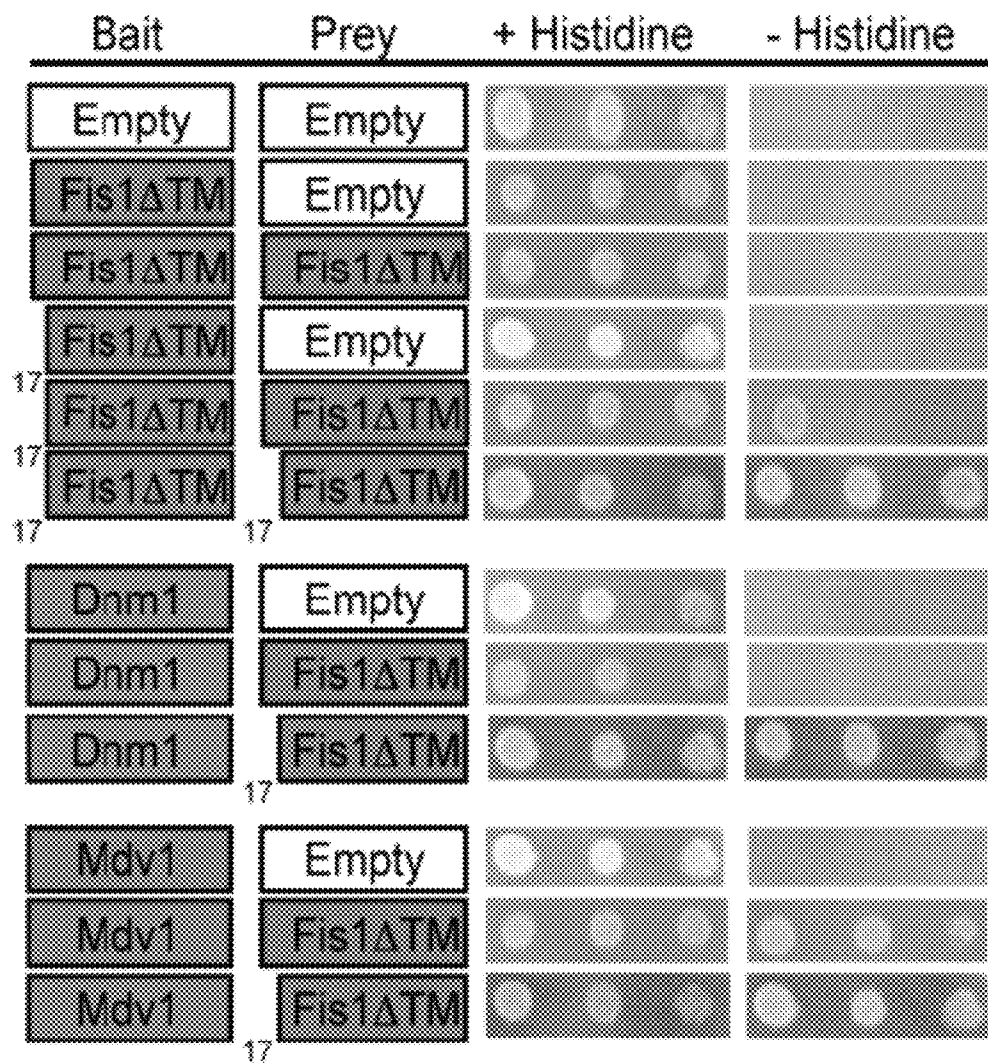 Bait Prey + Histidine - Histidine
Empty Empty
Fis1ΔTM Empty
Fis1ΔTM Fis1ΔTM
Fis1ΔTM Empty
17
Fis1ΔTM Fis1ΔTM
17
Fis1ΔTM Fis1ΔTM
17 17
Dnm1 Empty
Dnm1 Fis1ΔTM
Dnm1 Fis1ΔTM
17
Mdv1 Empty
Mdv1 Fis1ΔTM
Mdv1 Fis1ΔTM
17